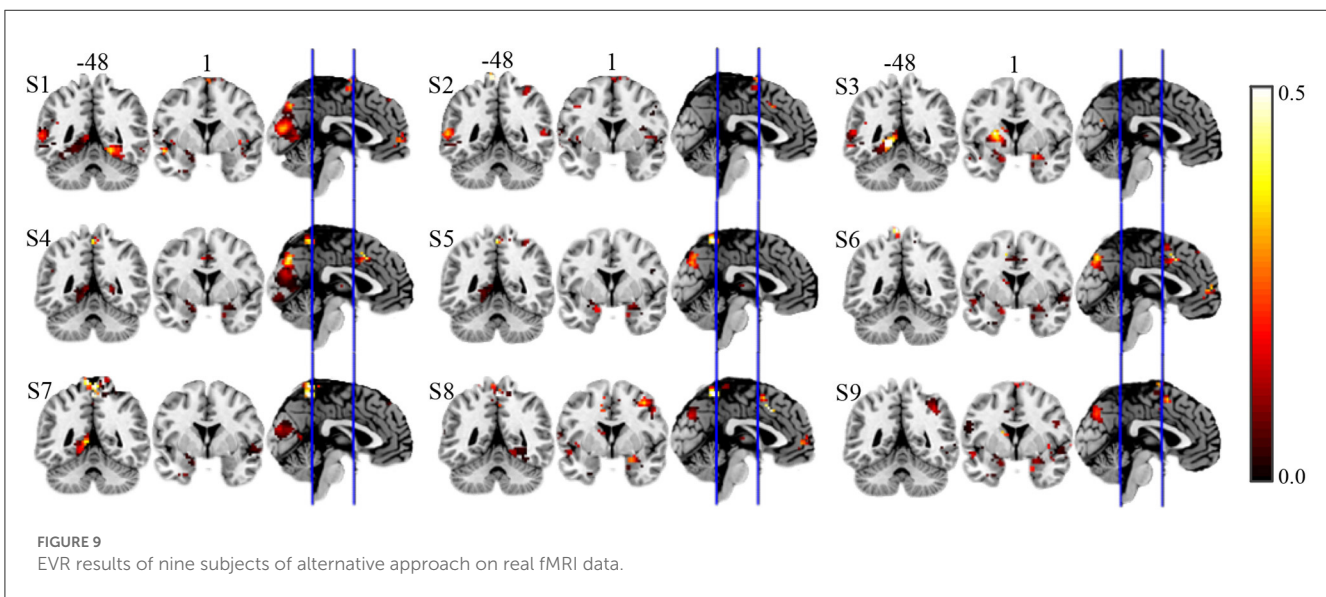 -48 1 -48 1 -48 1
S1 S2 S3
0.5
S4 S5 S6
S7 S8 S9
0.0
FIGURE 9
EVR results of nine subjects of alternative approach on real fMRI data.